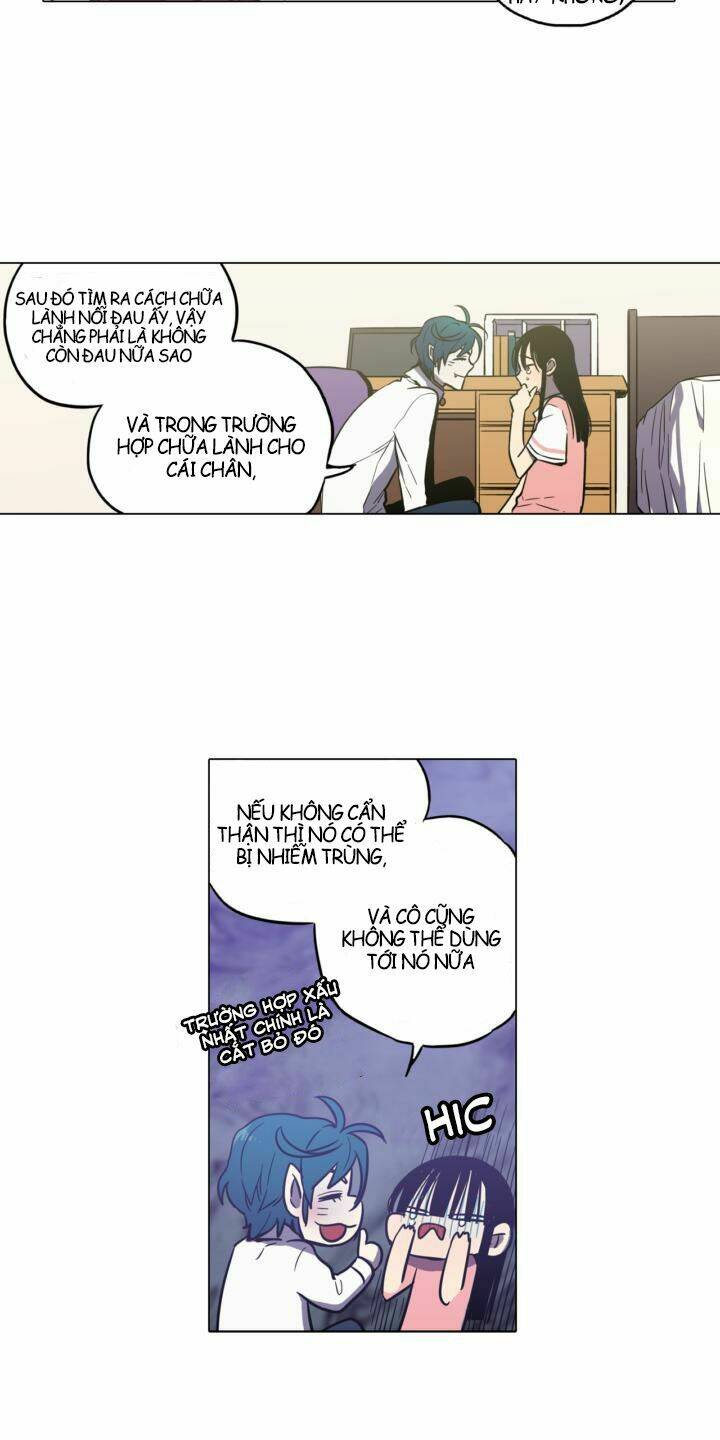 SAU ĐÓ TÌM RA CÁCH CHỮA
LÀNH NỖI ĐAU ẤY, VẬY
CHẲNG PHẢI LÀ KHÔNG
CÒN ĐAU NỮA SAO
VÀ TRONG TRƯỜNG
HỢP CHỮA LÀNH CHO
CÁI CHÂN,
NẾU KHÔNG CẨN
THẬN THÌ NÓ CÓ THỂ
BỊ NHIỄM TRÙNG,
VÀ CÔ CŨNG
KHÔNG THỂ DÙNG
TỚI NÓ NỮA
TRƯỜNG HỢP XẤU
NHẤT CHÍNH LÀ
CẮT BỎ ĐÓ
HIC